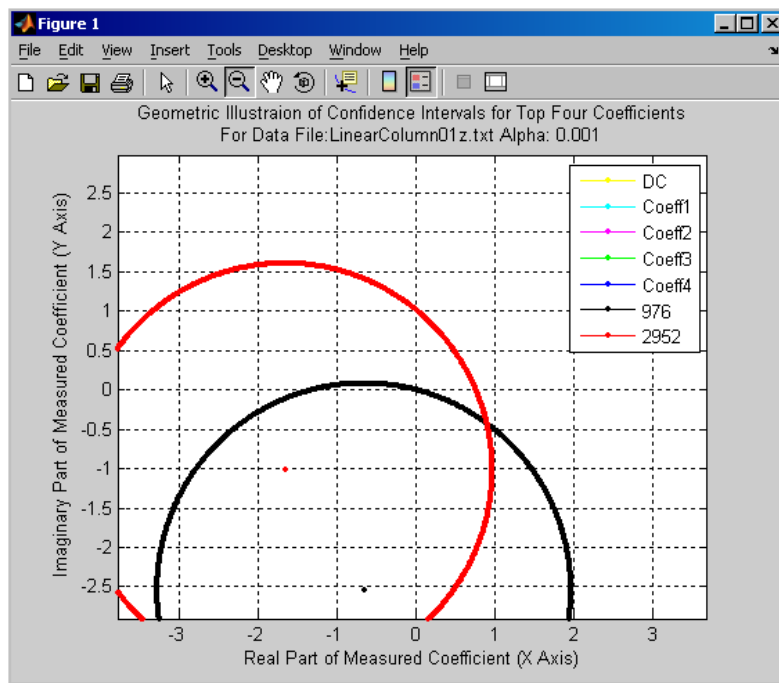 Figure 1
File Edit View Insert Tools Desktop Window Help
Geometric Illustraion of Confidence Intervals for Top Four Coefficients
For Data File:LinearColumn01z.txt Alpha: 0.001
Imaginary Part of Measured Coefficient (Y Axis)
2.5
2
1.5
1
0.5
0
-0.5
-1
-1.5
-2
-2.5
DC
Coeff1
Coeff2
Coeff3
Coeff4
976
2952
-3 -2 -1 0 1 2 3
Real Part of Measured Coefficient (X Axis)